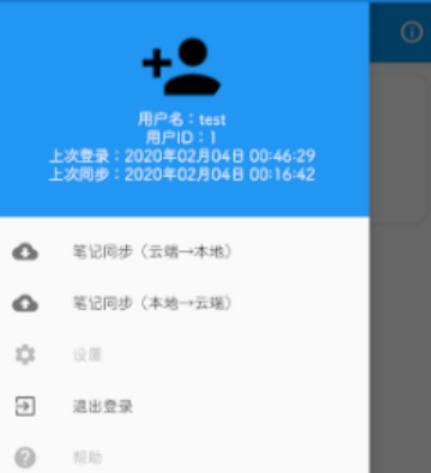 用户名：test
用户ID：1
上次登录：2020年02月04日 00:46:29
上次同步：2020年02月04日 00:16:42
笔记同步（云端→本地）
笔记同步（本地→云端）
设置
退出登录
帮助